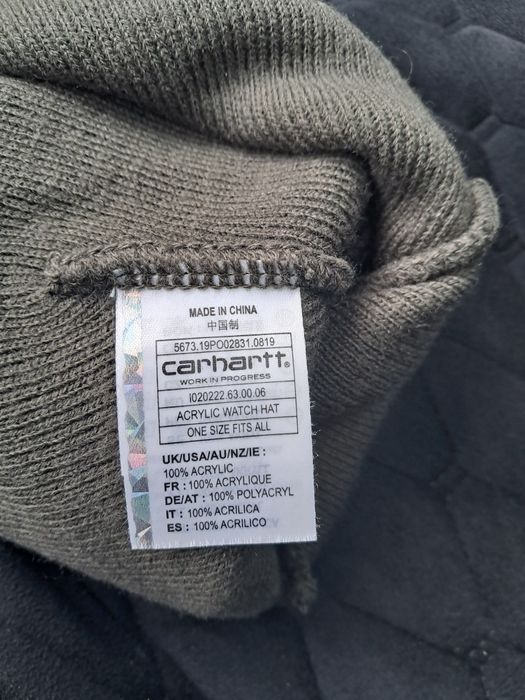 MADE IN CHINA
中国制
5673.19PO02831.0819
carhartt®
WORK IN PROGRESS
I020222.63.00.06
ACRYLIC WATCH HAT
ONE SIZE FITS ALL
UK/USA/AU/NZ/IE :
100% ACRYLIC
FR : 100% ACRYLIQUE
DE/AT : 100% POLYACRYL
IT : 100% ACRILICA
ES : 100% ACRILICO